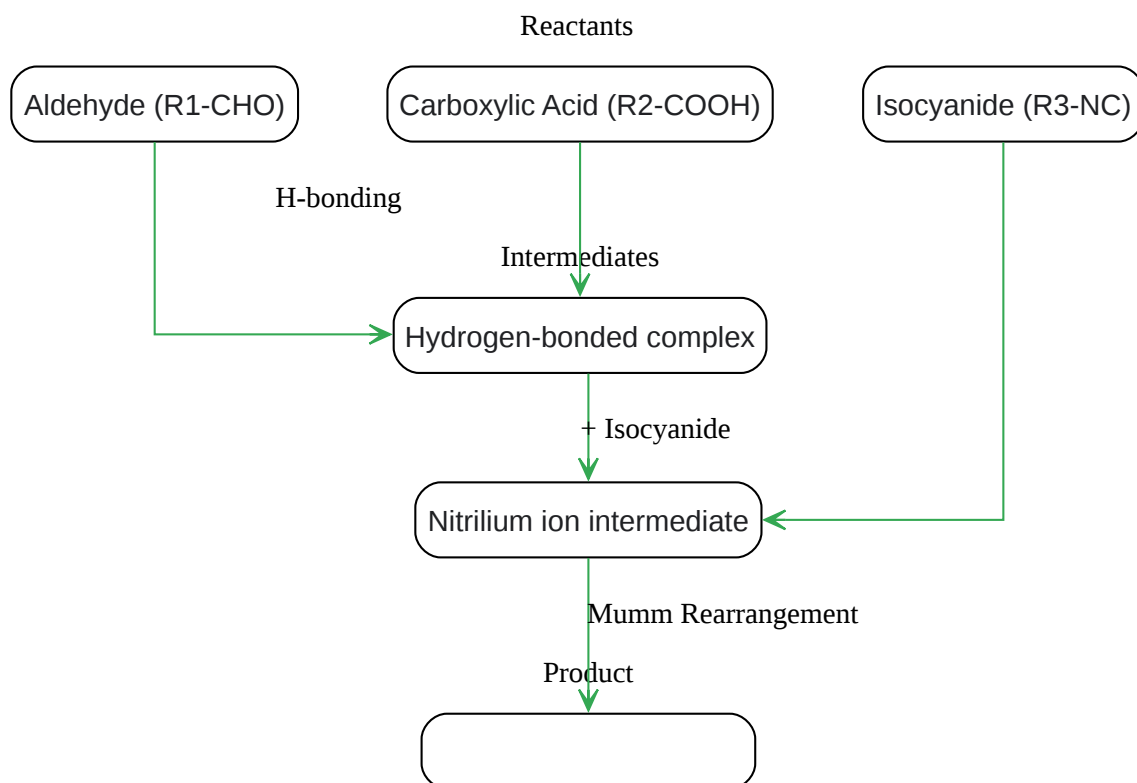 Reactants
Aldehyde (R1-CHO)
Carboxylic Acid (R2-COOH)
Isocyanide (R3-NC)
H-bonding
Intermediates
Hydrogen-bonded complex
+ Isocyanide
Nitrilium ion intermediate
Mumm Rearrangement
Product